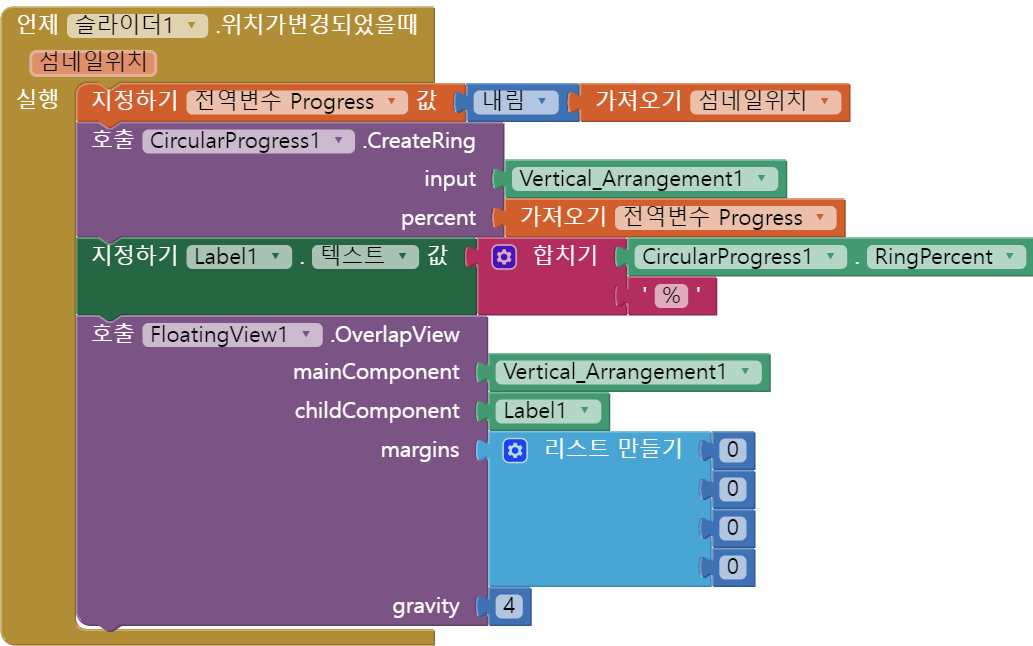 언제 슬라이더1 .위치가변경되었을때
섬네일위치
실행 지정하기 전역변수 Progress 값 내림 가져오기 섬네일위치
호출 CircularProgress1 .CreateRing
input Vertical_Arrangement1
percent 가져오기 전역변수 Progress
지정하기 Label1 . 텍스트 값 합치기 CircularProgress1 . RingPercent
' % '
호출 FloatingView1 .OverlapView
mainComponent Vertical_Arrangement1
childComponent Label1
margins 리스트 만들기 0
0
0
0
gravity 4